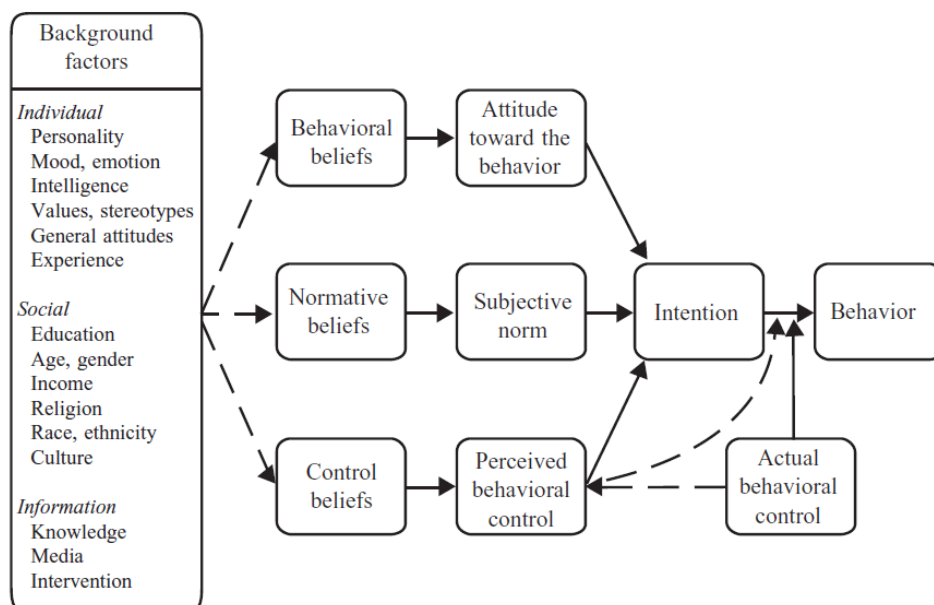 Background
factors
Individual
Personality
Mood, emotion
Intelligence
Values, stereotypes
General attitudes
Experience
Social
Education
Age, gender
Income
Religion
Race, ethnicity
Culture
Information
Knowledge
Media
Intervention
Behavioral
beliefs
Attitude
toward the
behavior
Normative
beliefs
Subjective
norm
Intention
Behavior
Control
beliefs
Perceived
behavioral
control
Actual
behavioral
control